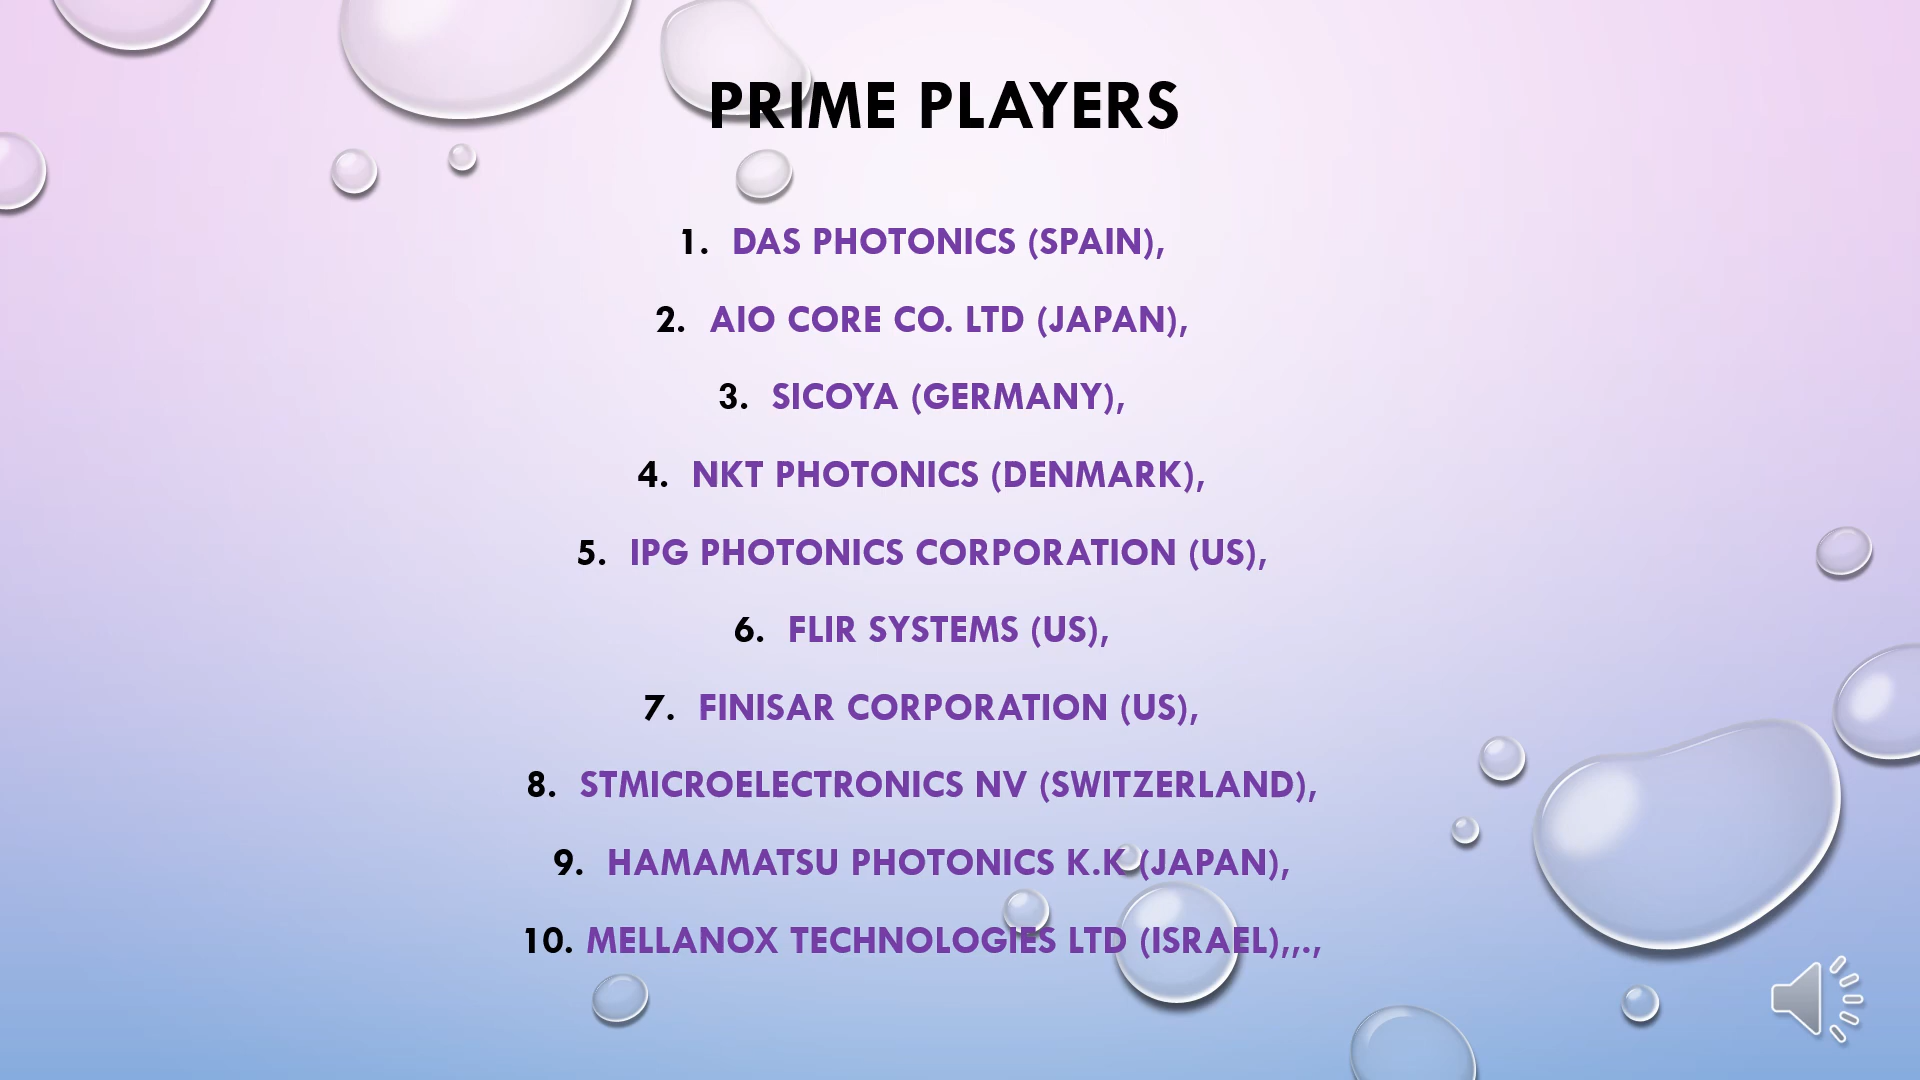 PRIME PLAYERS
1. DAS PHOTONICS (SPAIN),
2. AIO CORE CO. LTD (JAPAN),
3. SICOYA (GERMANY),
4. NKT PHOTONICS (DENMARK),
5. IPG PHOTONICS CORPORATION (US),
6. FLIR SYSTEMS (US),
7. FINISAR CORPORATION (US),
8. STMICROELECTRONICS NV (SWITZERLAND),
9. HAMAMATSU PHOTONICS K.K (JAPAN),
10. MELLANOX TECHNOLOGIES LTD (ISRAEL),,.,